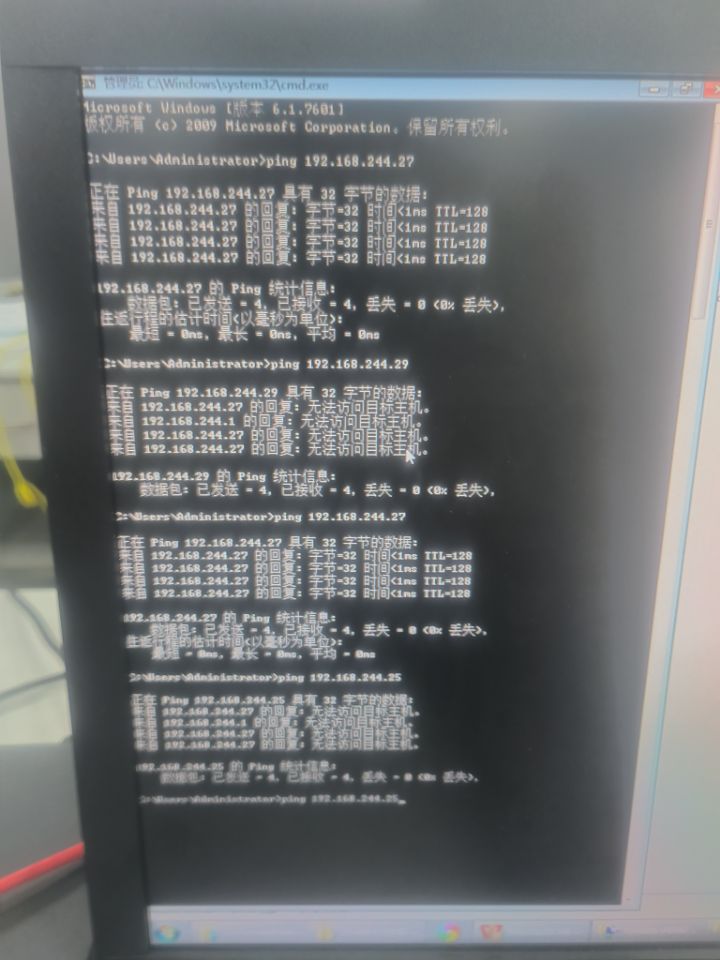 管理员: C:\Windows\system32\cmd.exe
Microsoft Windows [版本 6.1.7601]
版权所有 (c) 2009 Microsoft Corporation。保留所有权利。
C:\Users\Administrator>ping 192.168.244.27
正在 Ping 192.168.244.27 具有 32 字节的数据:
来自 192.168.244.27 的回复: 字节=32 时间<1ms TTL=128
来自 192.168.244.27 的回复: 字节=32 时间<1ms TTL=128
来自 192.168.244.27 的回复: 字节=32 时间<1ms TTL=128
来自 192.168.244.27 的回复: 字节=32 时间<1ms TTL=128
192.168.244.27 的 Ping 统计信息:
数据包: 已发送 = 4, 已接收 = 4, 丢失 = 0 (0% 丢失),
往返行程的估计时间(以毫秒为单位):
最短 = 0ms, 最长 = 0ms, 平均 = 0ms
C:\Users\Administrator>ping 192.168.244.29
正在 Ping 192.168.244.29 具有 32 字节的数据:
来自 192.168.244.27 的回复: 无法访问目标主机。
来自 192.168.244.1 的回复: 无法访问目标主机。
来自 192.168.244.27 的回复: 无法访问目标主机。
来自 192.168.244.27 的回复: 无法访问目标主机。
192.168.244.29 的 Ping 统计信息:
数据包: 已发送 = 4, 已接收 = 4, 丢失 = 0 (0% 丢失),
C:\Users\Administrator>ping 192.168.244.27
正在 Ping 192.168.244.27 具有 32 字节的数据:
来自 192.168.244.27 的回复: 字节=32 时间<1ms TTL=128
来自 192.168.244.27 的回复: 字节=32 时间<1ms TTL=128
来自 192.168.244.27 的回复: 字节=32 时间<1ms TTL=128
来自 192.168.244.27 的回复: 字节=32 时间<1ms TTL=128
192.168.244.27 的 Ping 统计信息:
数据包: 已发送 = 4, 已接收 = 4, 丢失 = 0 (0% 丢失),
往返行程的估计时间(以毫秒为单位):
最短 = 0ms, 最长 = 0ms, 平均 = 0ms
C:\Users\Administrator>ping 192.168.244.25
正在 Ping 192.168.244.25 具有 32 字节的数据:
来自 192.168.244.27 的回复: 无法访问目标主机。
来自 192.168.244.1 的回复: 无法访问目标主机。
来自 192.168.244.27 的回复: 无法访问目标主机。
来自 192.168.244.27 的回复: 无法访问目标主机。
192.168.244.25 的 Ping 统计信息:
数据包: 已发送 = 4, 已接收 = 4, 丢失 = 0 (0% 丢失),
C:\Users\Administrator>ping 192.168.244.25_